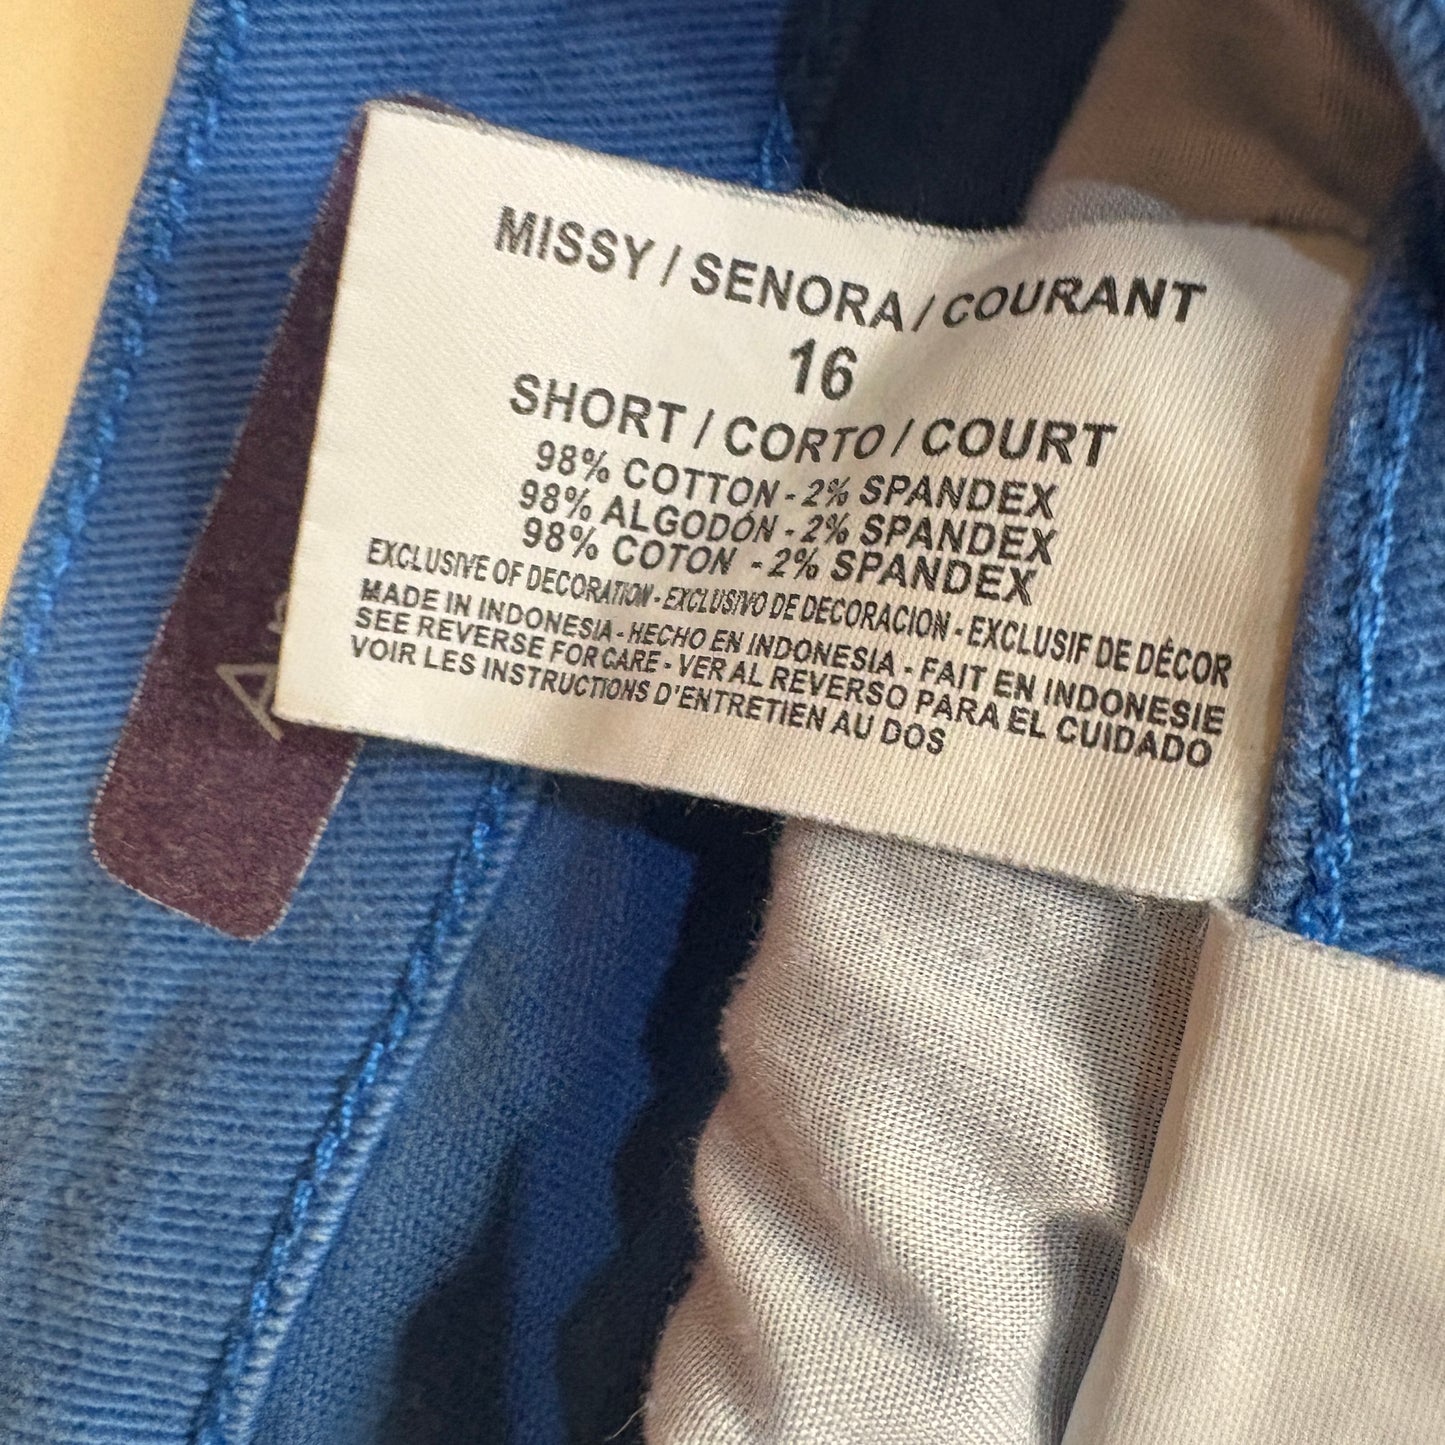 MISSY / SENORA / COURANT
16
SHORT / CORTO / COURT
98% COTTON - 2% SPANDEX
98% ALGODÓN - 2% SPANDEX
98% COTON - 2% SPANDEX
EXCLUSIVE OF DECORATION - EXCLUSIVO DE DECORACION - EXCLUSIF DE DÉCOR
MADE IN INDONESIA - HECHO EN INDONESIA - FAIT EN INDONESIE
SEE REVERSE FOR CARE - VER AL REVERSO PARA EL CUIDADO
VOIR LES INSTRUCTIONS D'ENTRETIEN AU DOS